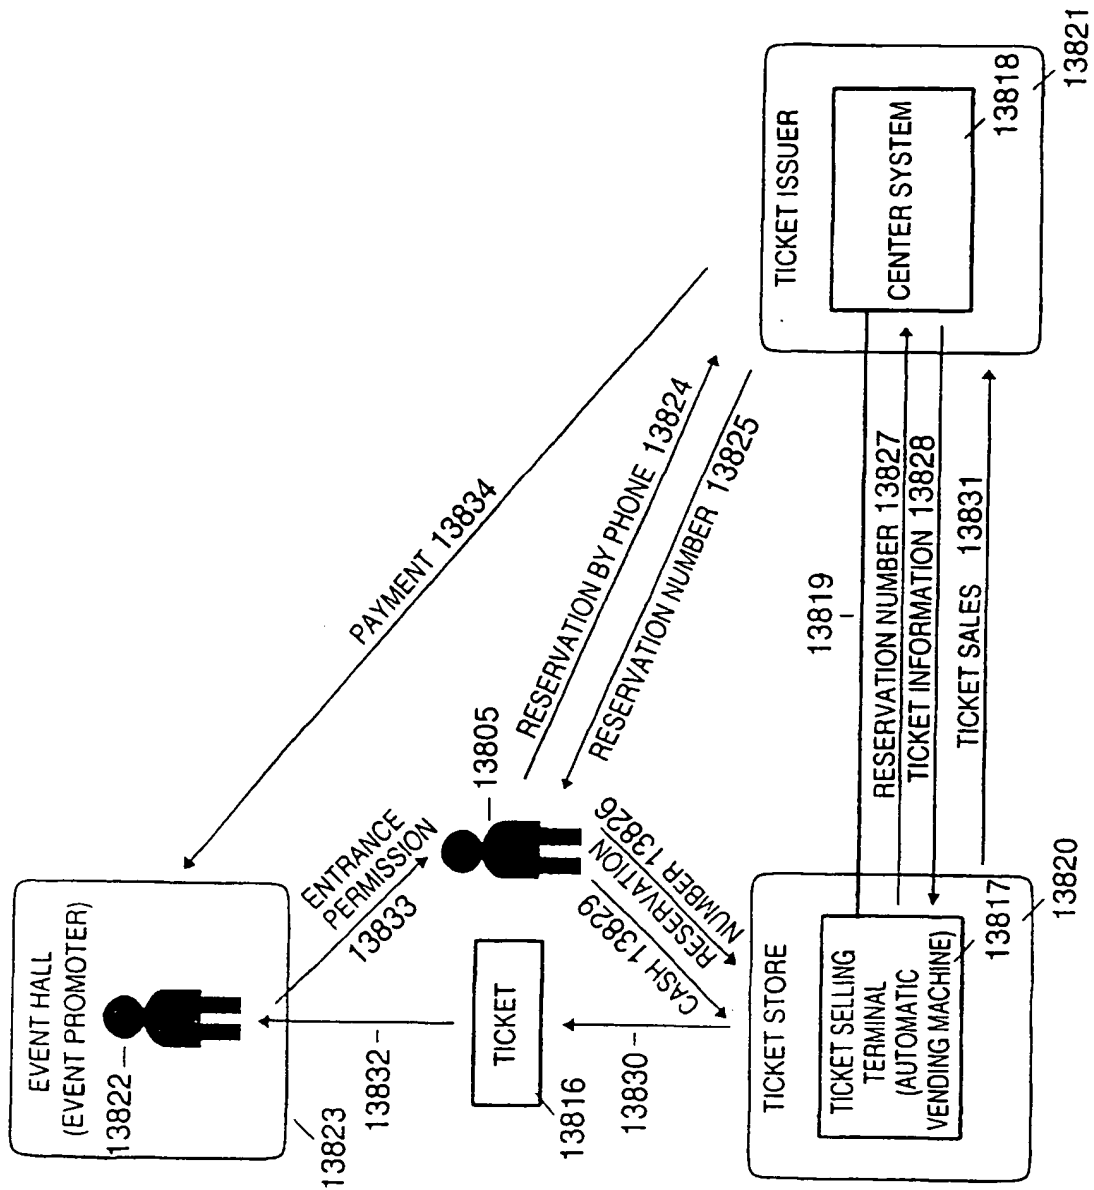 EVENT HALL
(EVENT PROMOTER)
13822
13823
13832
ENTRANCE
PERMISSION
13833
PAYMENT 13834
13805
TICKET
13816
13830
RESERVATION BY PHONE 13824
RESERVATION NUMBER 13825
RESERVATION
NUMBER 13826
CASH 13829
TICKET STORE
TICKET SELLING
TERMINAL
(AUTOMATIC
VENDING MACHINE)
13817
13820
13819
RESERVATION NUMBER 13827
TICKET INFORMATION 13828
TICKET SALES 13831
TICKET ISSUER
CENTER SYSTEM
13818
13821